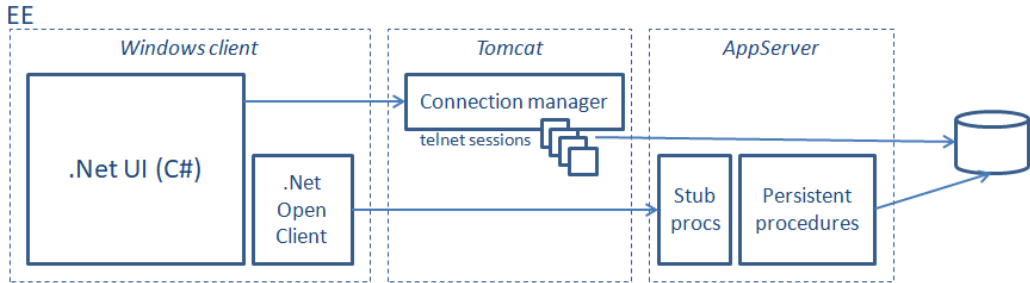 EE
Windows client
Tomcat
AppServer
.Net UI (C#)
.Net
Open
Client
Connection manager
telnet sessions
Stub
procs
Persistent
procedures